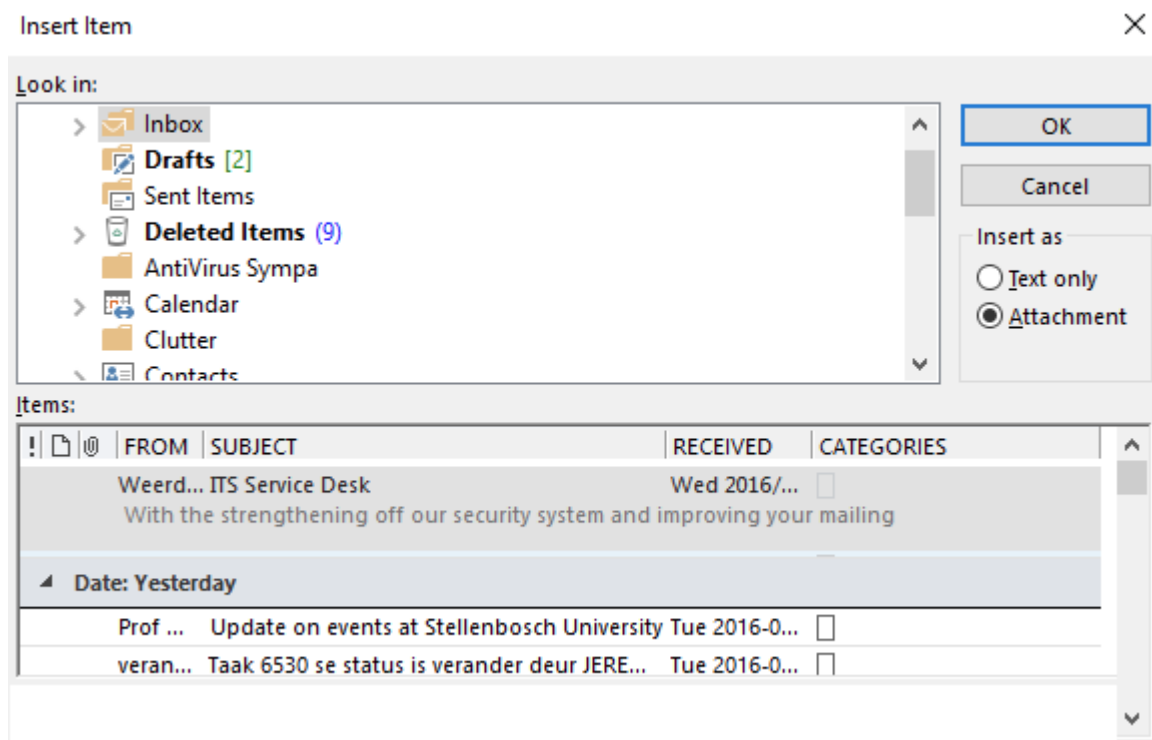 Insert Item
Look in:
Inbox
Drafts [2]
Sent Items
Deleted Items (9)
AntiVirus Sympa
Calendar
Clutter
Contacts
OK
Cancel
Insert as
Text only
Attachment
Items:
! FROM SUBJECT RECEIVED CATEGORIES
Weerd... ITS Service Desk Wed 2016/...
With the strengthening off our security system and improving your mailing
Date: Yesterday
Prof ... Update on events at Stellenbosch University Tue 2016-0...
veran... Taak 6530 se status is verander deur JERE... Tue 2016-0...